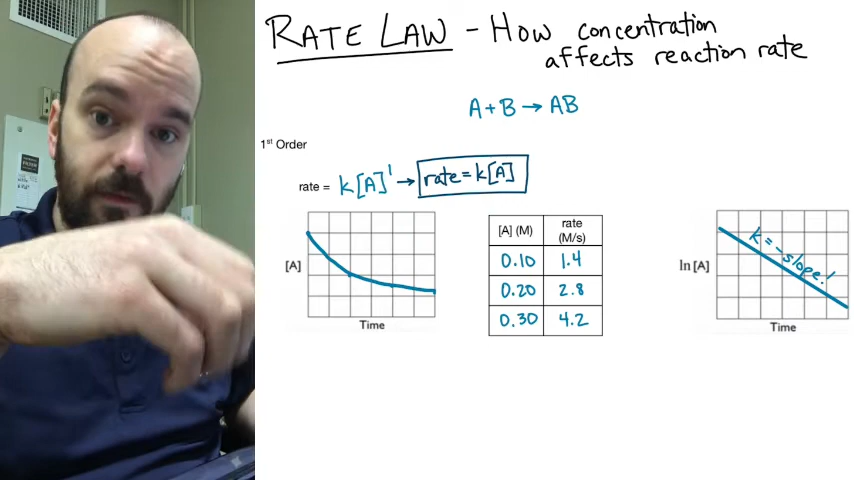 RATE LAW - HOW concentration
affects reaction rate
A + B → AB
1st Order
rate = k[A]¹ → rate = k[A]
[A]
Time
[A] (M) rate (M/s)
0.10 1.4
0.20 2.8
0.30 4.2
ln [A]
k = -slope!
Time